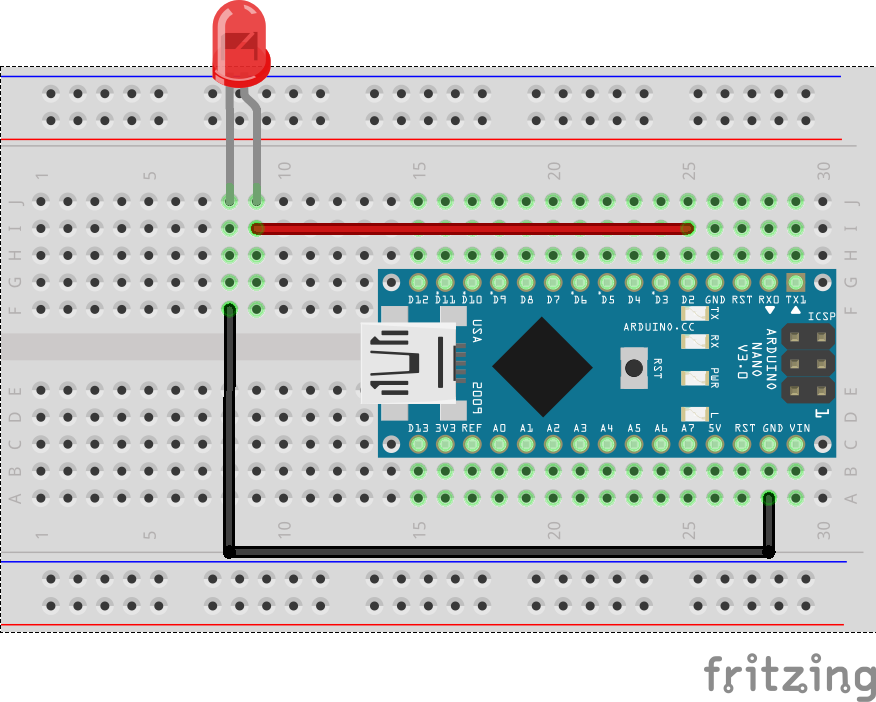 1 5 10 15 20 25 30
J J
I I
H H
G G
F F
D12 D11 D10 D9 D8 D7 D6 D5 D4 D3 D2 GND RST RX0 TX1
ICSP
ARDUINO.CC
TX
RX
PWR
L
USA
2009
RST
ARDUINO
NANO
V3.0
1
E E
D D
D13 3V3 REF A0 A1 A2 A3 A4 A5 A6 A7 5V RST GND VIN
C C
B B
A A
1 5 10 15 20 25 30
fritzing